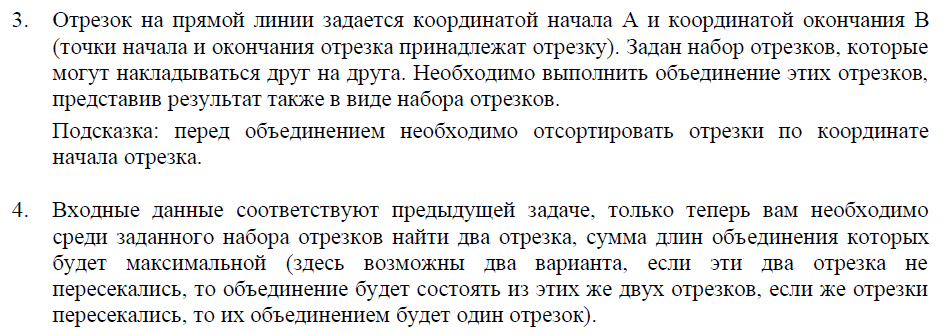 3. Отрезок на прямой линии задается координатой начала A и координатой окончания B
(точки начала и окончания отрезка принадлежат отрезку). Задан набор отрезков, которые
могут накладываться друг на друга. Необходимо выполнить объединение этих отрезков,
представив результат также в виде набора отрезков.
Подсказка: перед объединением необходимо отсортировать отрезки по координате
начала отрезка.
4. Входные данные соответствуют предыдущей задаче, только теперь вам необходимо
среди заданного набора отрезков найти два отрезка, сумма длин объединения которых
будет максимальной (здесь возможны два варианта, если эти два отрезка не
пересекались, то объединение будет состоять из этих же двух отрезков, если же отрезки
пересекались, то их объединением будет один отрезок).